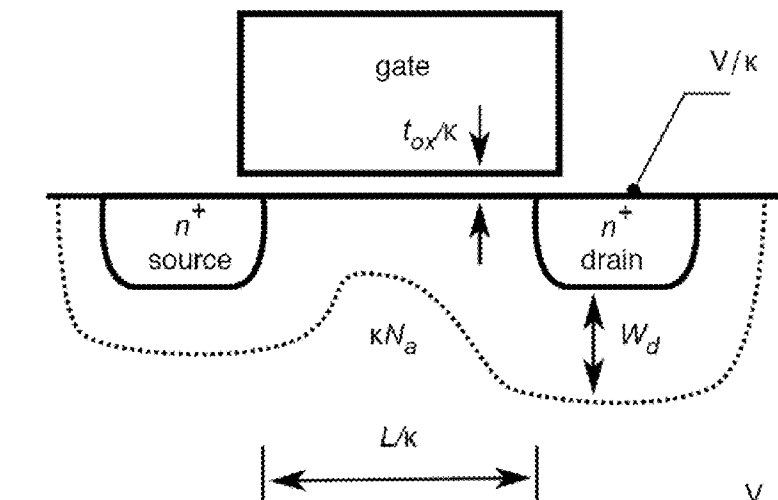 gate
V/κ
t_ox/κ
n⁺
source
n⁺
drain
κN_a
W_d
L/κ
V